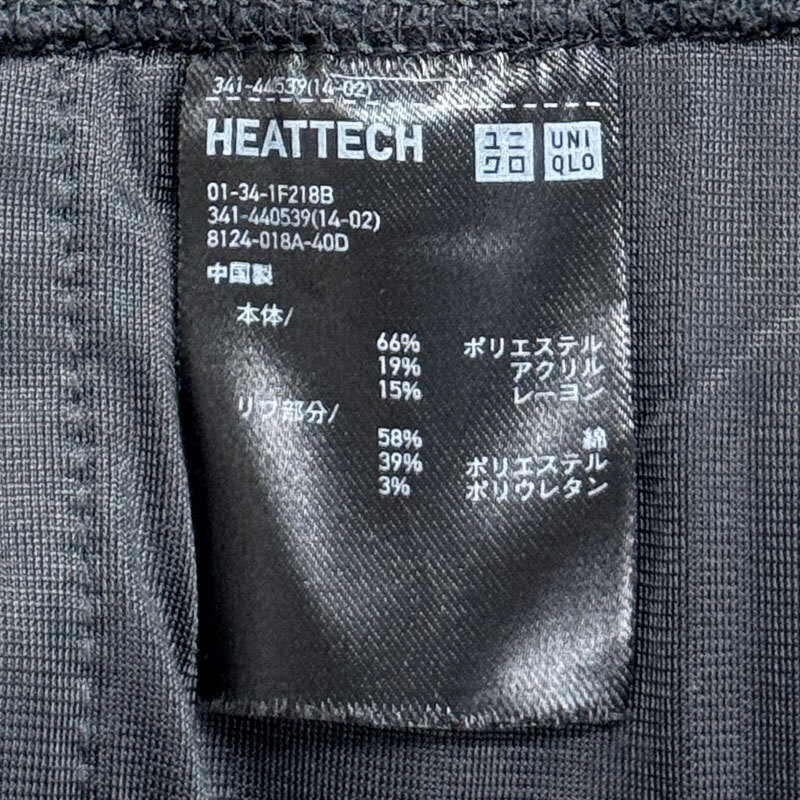 341-440539(14-02)
HEATTECH ユニクロ UNIQLO
01-34-1F218B
341-440539(14-02)
8124-018A-40D
中国製
本体/
66% ポリエステル
19% アクリル
15% レーヨン
リブ部分/
58% 綿
39% ポリエステル
3% ポリウレタン